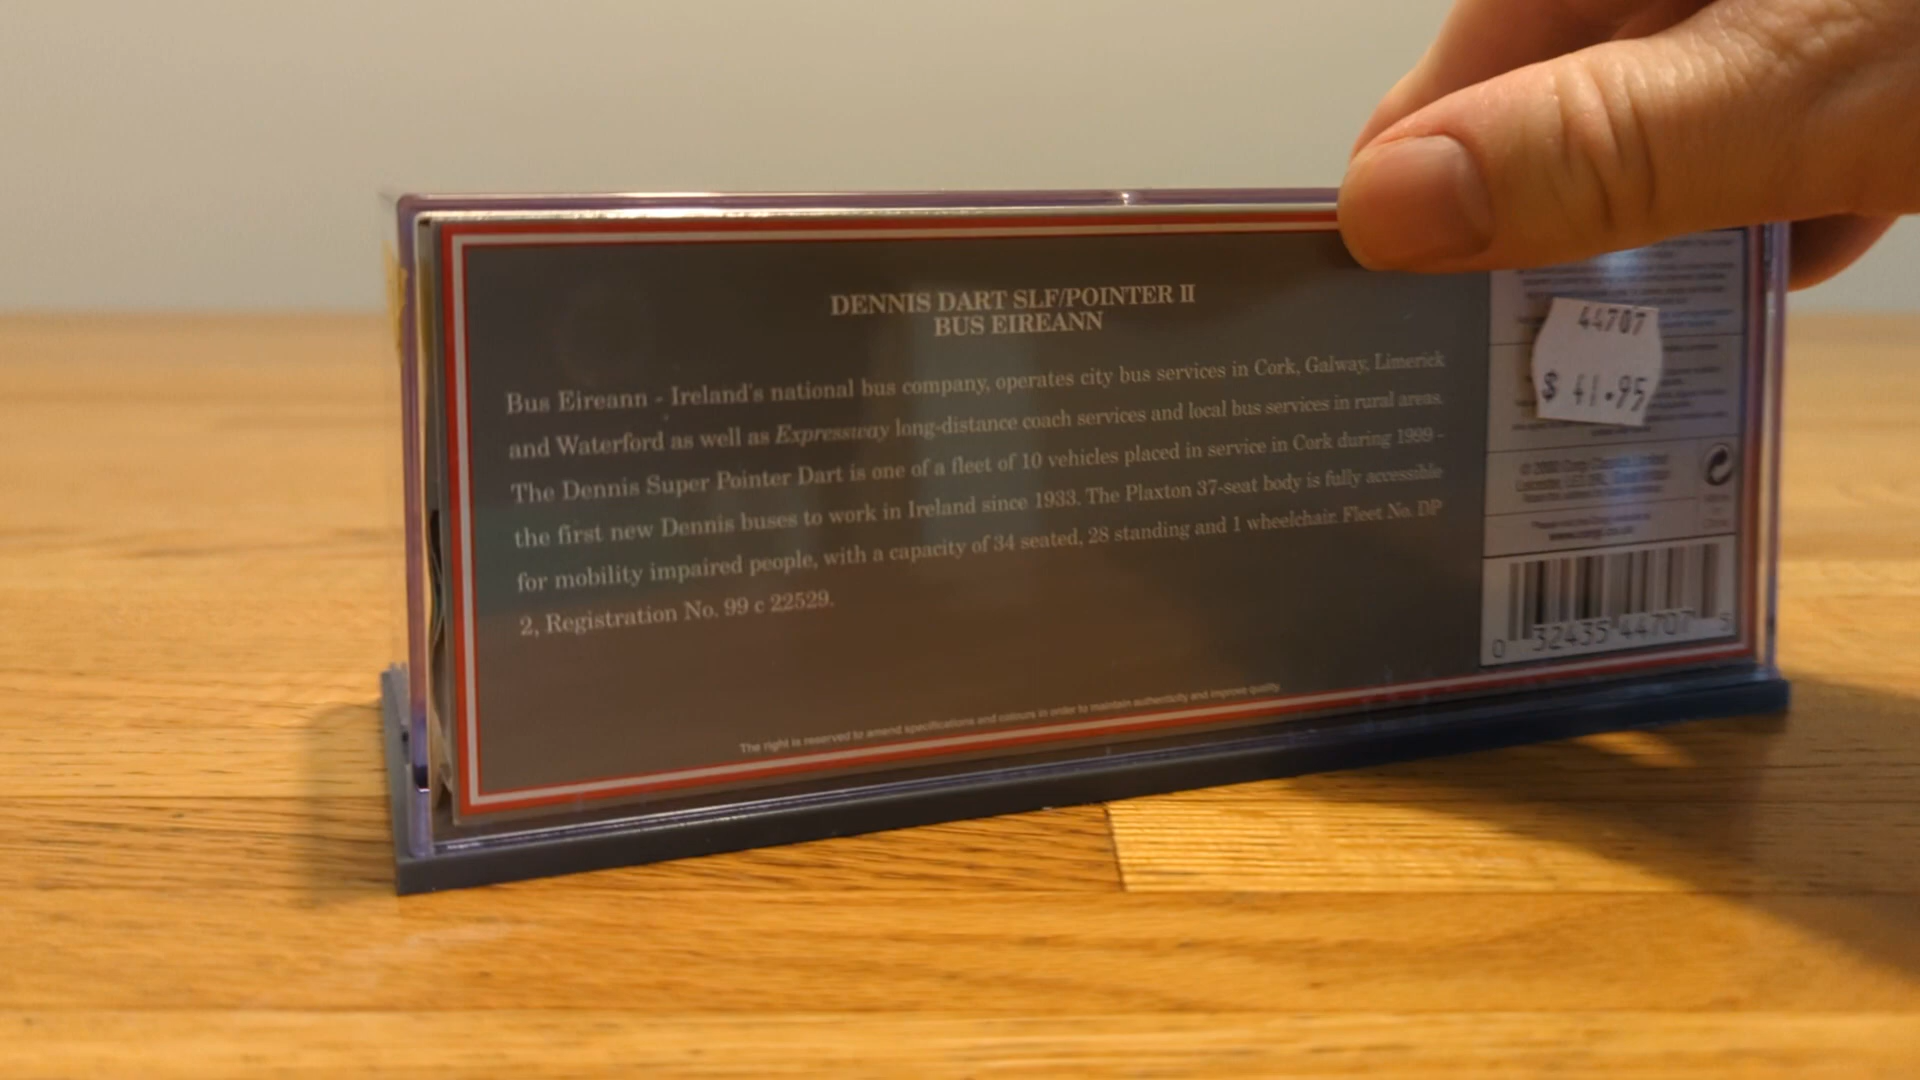 DENNIS DART SLF/POINTER II
BUS EIREANN
Bus Eireann - Ireland's national bus company, operates city bus services in Cork, Galway, Limerick
and Waterford as well as Expressway long-distance coach services and local bus services in rural areas.
The Dennis Super Pointer Dart is one of a fleet of 10 vehicles placed in service in Cork during 1999 -
the first new Dennis buses to work in Ireland since 1933. The Plaxton 37-seat body is fully accessible
for mobility impaired people, with a capacity of 34 seated, 28 standing and 1 wheelchair. Fleet No. DP
2, Registration No. 99 c 22529.
The right is reserved to amend specifications and colours in order to maintain authenticity and improve quality.
44707
$ 41.95
0 32435 44707 5